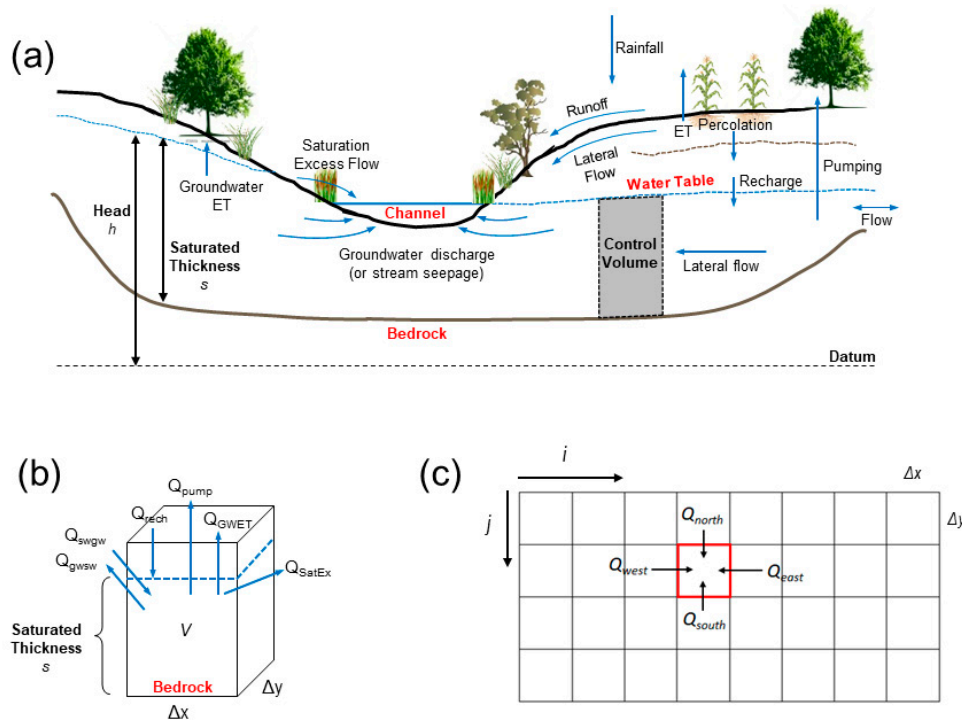 (a)
Rainfall
Runoff
ET
Percolation
Saturation
Excess Flow
Lateral
Flow
Groundwater
ET
Water Table
Recharge
Pumping
Head
h
Channel
Flow
Saturated
Thickness
s
Groundwater discharge
(or stream seepage)
Control
Volume
Lateral flow
Bedrock
Datum
(b)
Qpump
Qrech
QGWET
Qswgw
Qgwsw
QSatEx
Saturated
Thickness
s
V
Bedrock
Δx
Δy
(c)
i
Δx
j
Δy
Qnorth
Qwest
Qeast
Qsouth